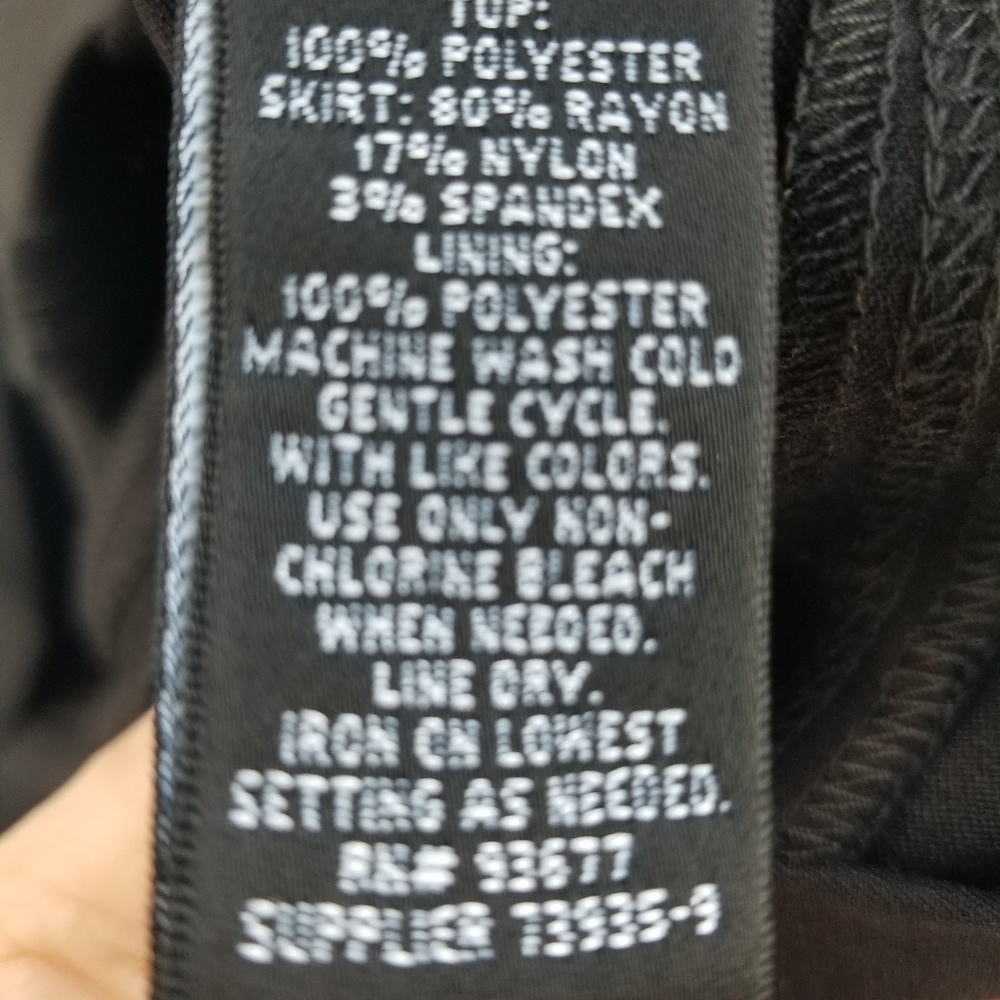 TOP:
100% POLYESTER
SKIRT: 80% RAYON
17% NYLON
3% SPANDEX
LINING:
100% POLYESTER
MACHINE WASH COLD
GENTLE CYCLE.
WITH LIKE COLORS.
USE ONLY NON-
CHLORINE BLEACH
WHEN NEEDED.
LINE DRY.
IRON ON LOWEST
SETTING AS NEEDED.
RN# 93677
SUPPLIER 73935-9